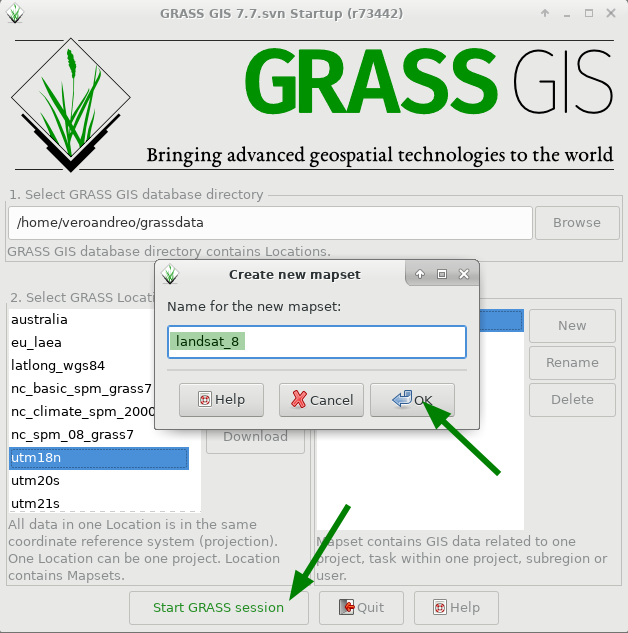 GRASS GIS 7.7.svn Startup (r73442)
GRASS GIS
Bringing advanced geospatial technologies to the world
1. Select GRASS GIS database directory
/home/veroandreo/grassdata
Browse
GRASS GIS database directory contains Locations.
2. Select GRASS Locati
australia
eu_laea
latlong_wgs84
nc_basic_spm_grass7
nc_climate_spm_2000
nc_spm_08_grass7
utm18n
utm20s
utm21s
Download
All data in one Location is in the same
coordinate reference system (projection).
One Location can be one project. Location
contains Mapsets.
Create new mapset
Name for the new mapset:
landsat_8
Help
Cancel
OK
New
Rename
Delete
Mapset contains GIS data related to one
project, task within one project, subregion or
user.
Start GRASS session
Quit
Help